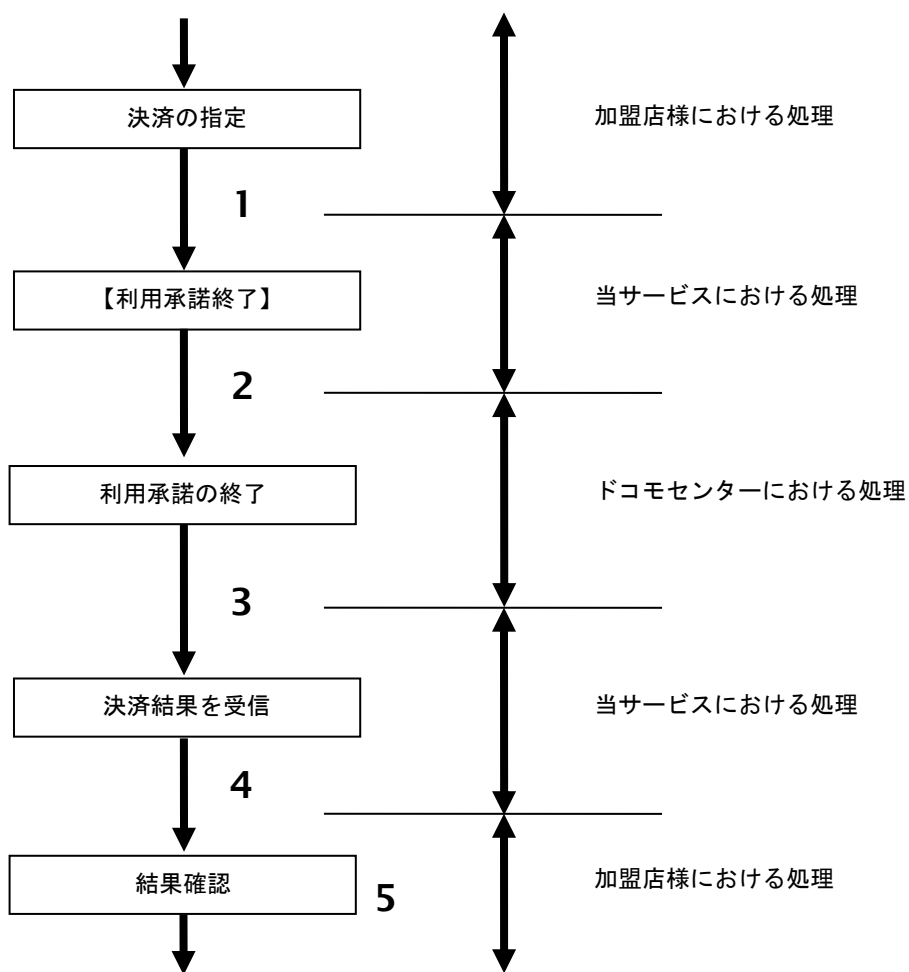 決済の指定
加盟店様における処理
1
【利用承諾終了】
当サービスにおける処理
2
利用承諾の終了
ドコモセンターにおける処理
3
決済結果を受信
当サービスにおける処理
4
結果確認
加盟店様における処理
5